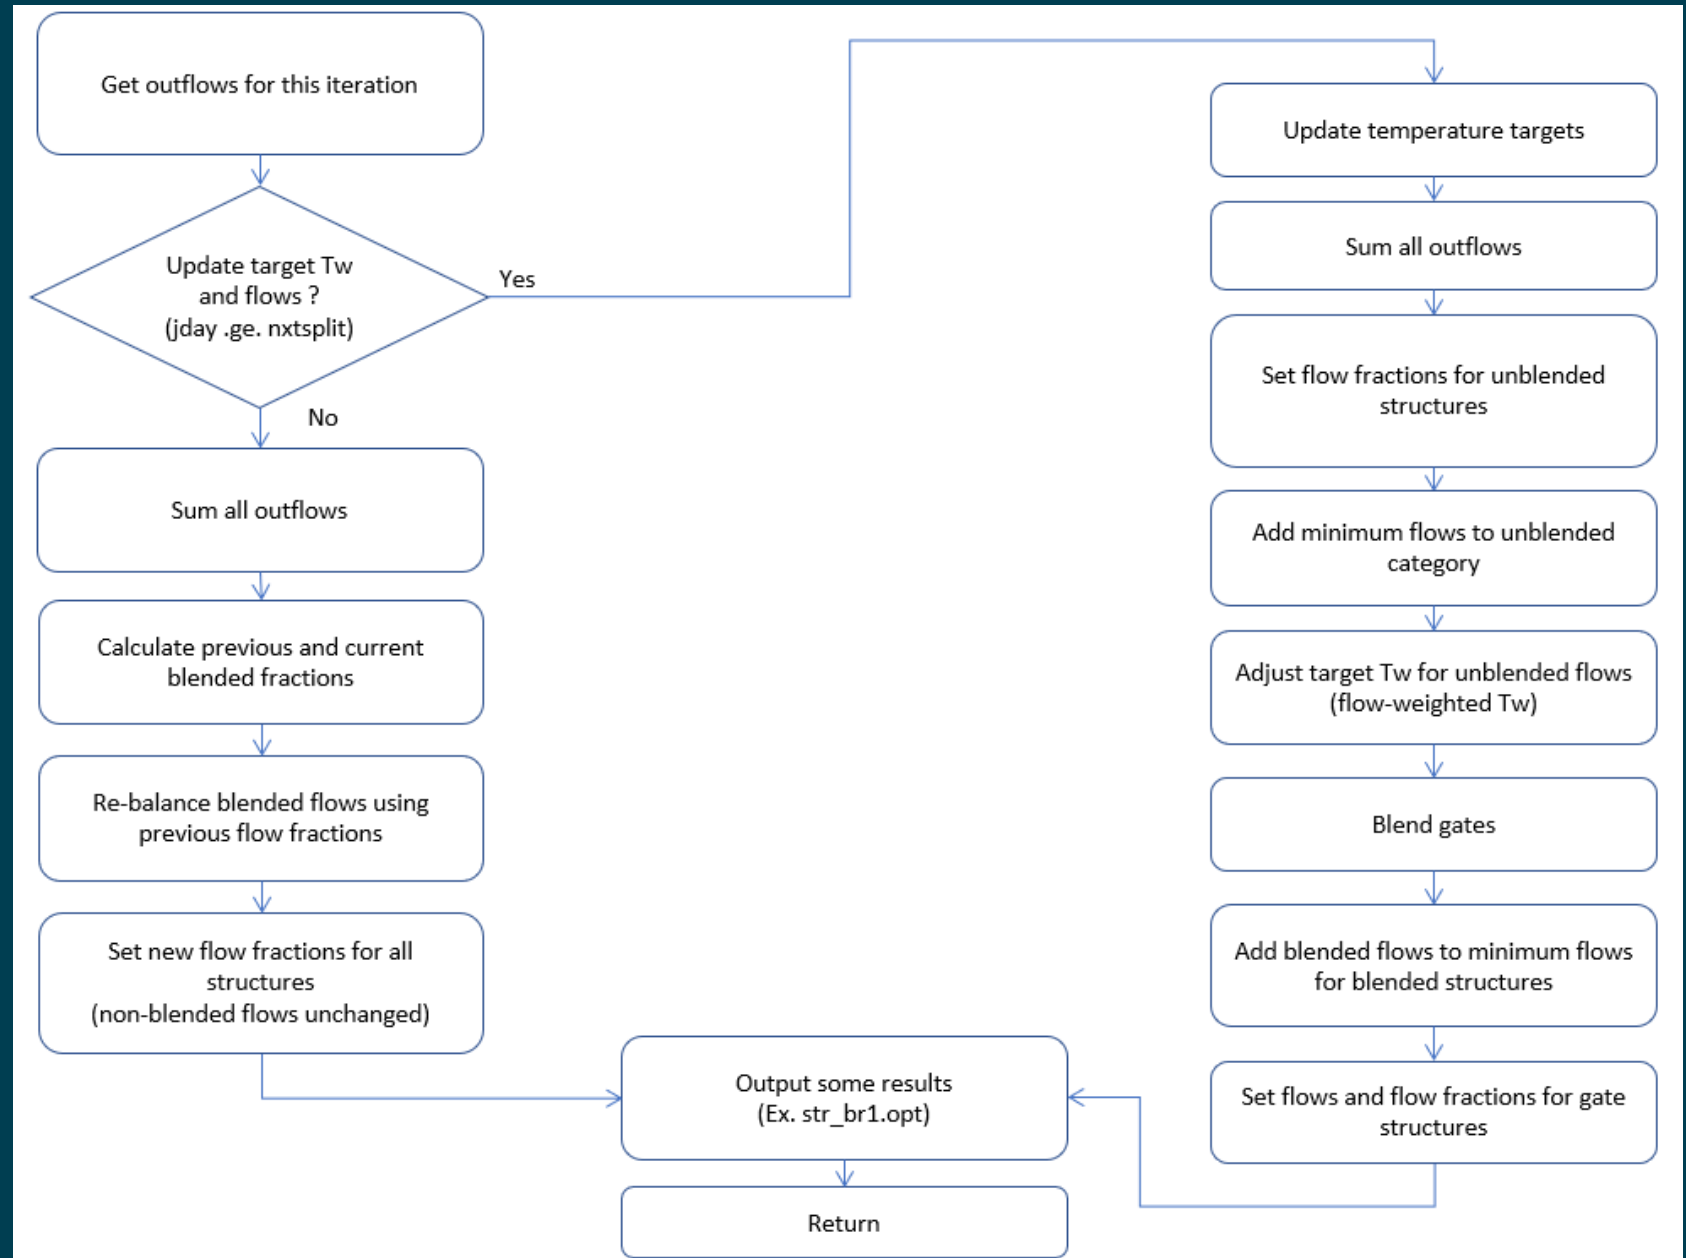 Get outflows for this iteration
Update target Tw
and flows ?
(jday .ge. nxtsplit)
Yes
No
Sum all outflows
Calculate previous and current
blended fractions
Re-balance blended flows using
previous flow fractions
Set new flow fractions for all
structures
(non-blended flows unchanged)
Update temperature targets
Sum all outflows
Set flow fractions for unblended
structures
Add minimum flows to unblended
category
Adjust target Tw for unblended flows
(flow-weighted Tw)
Blend gates
Add blended flows to minimum flows
for blended structures
Set flows and flow fractions for gate
structures
Output some results
(Ex. str_br1.opt)
Return